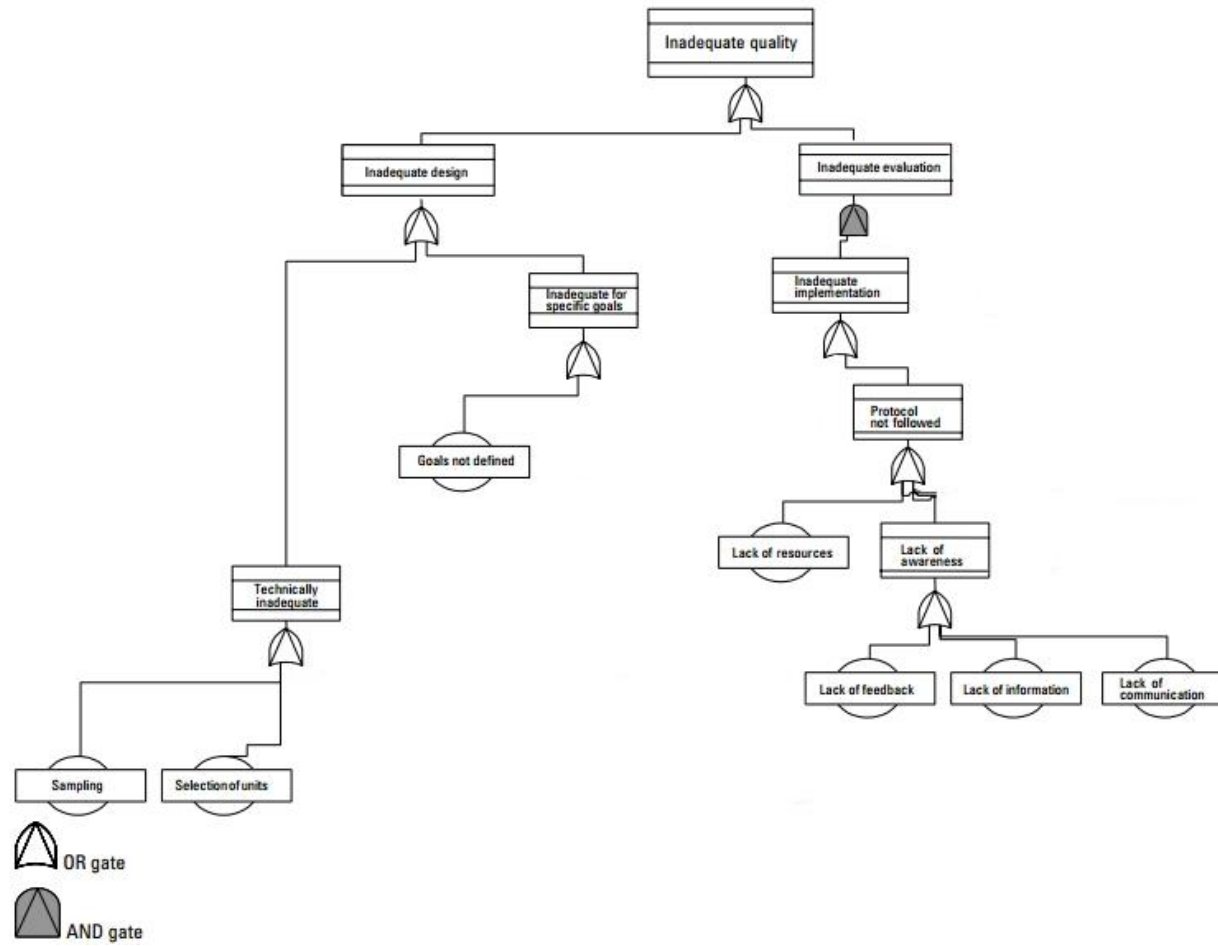 Inadequate quality
Inadequate design
Inadequate evaluation
Inadequate for
specific goals
Inadequate
implementation
Protocol
not followed
Goals not defined
Lack of resources
Lack of
awareness
Technically
inadequate
Lack of feedback
Lack of information
Lack of
communication
Sampling
Selection of units
OR gate
AND gate